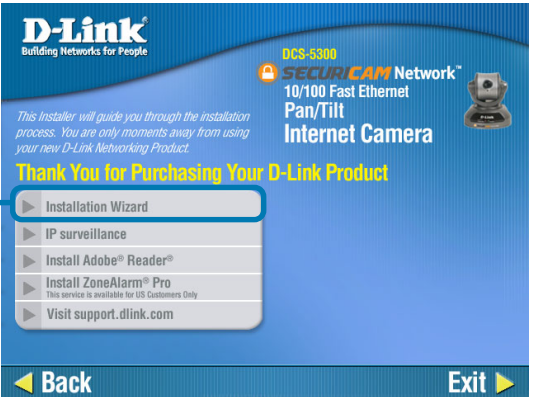 D-Link®
Building Networks for People
DCS-5300
SECURICAM Network™
10/100 Fast Ethernet
Pan/Tilt
Internet Camera
This Installer will guide you through the installation
process. You are only moments away from using
your new D-Link Networking Product.
Thank You for Purchasing Your D-Link Product
Installation Wizard
IP surveillance
Install Adobe® Reader®
Install ZoneAlarm® Pro
This service is available for US Customers Only
Visit support.dlink.com
Back
Exit